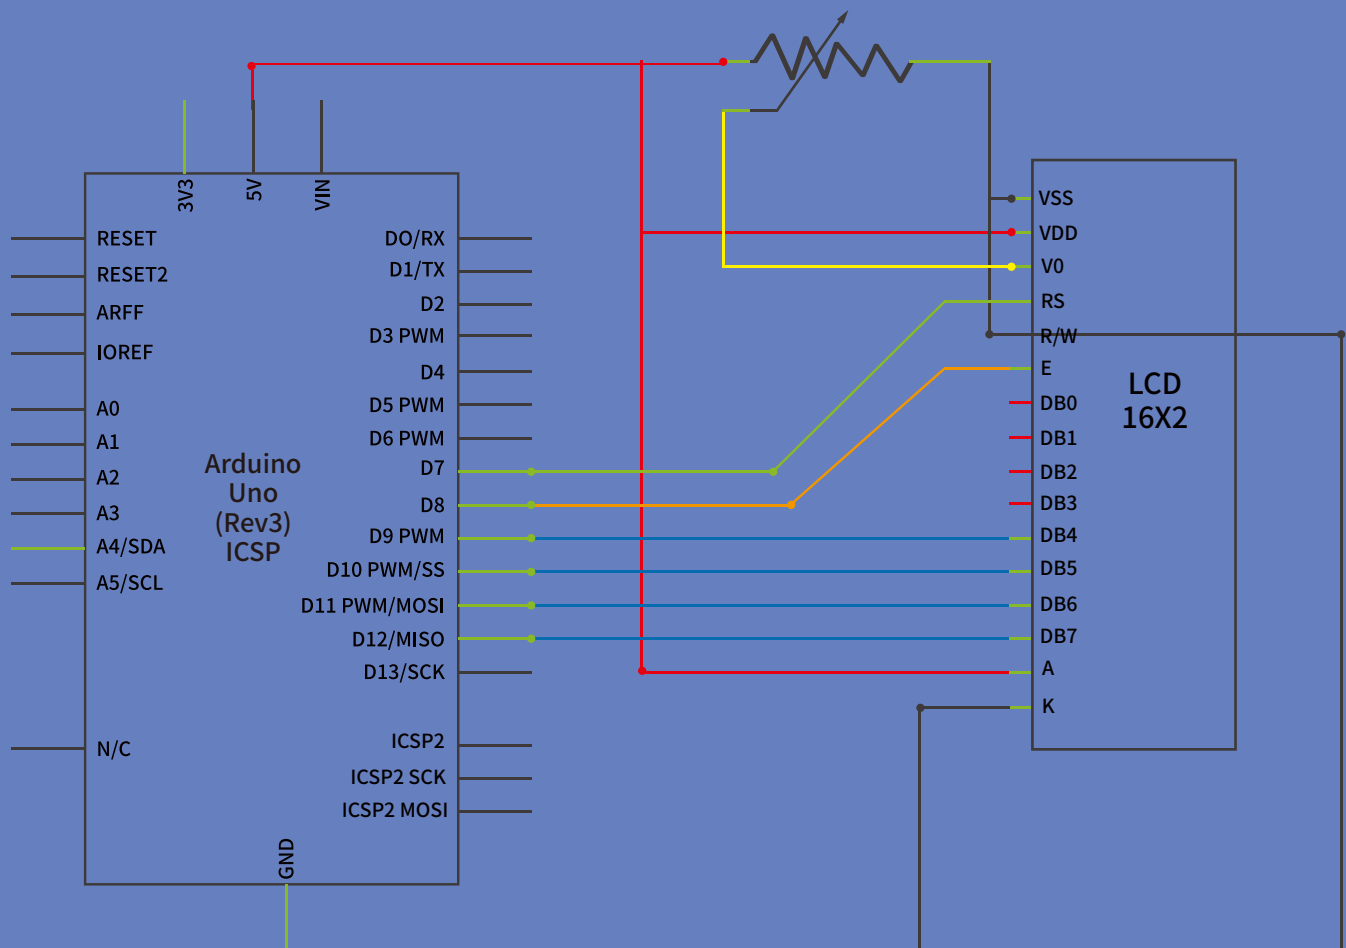 3V3
5V
VIN
RESET
RESET2
ARFF
IOREF
A0
A1
A2
A3
A4/SDA
A5/SCL
N/C
Arduino
Uno
(Rev3)
ICSP
DO/RX
D1/TX
D2
D3 PWM
D4
D5 PWM
D6 PWM
D7
D8
D9 PWM
D10 PWM/SS
D11 PWM/MOSI
D12/MISO
D13/SCK
ICSP2
ICSP2 SCK
ICSP2 MOSI
GND
VSS
VDD
V0
RS
R/W
E
DB0
DB1
DB2
DB3
DB4
DB5
DB6
DB7
A
K
LCD
16X2